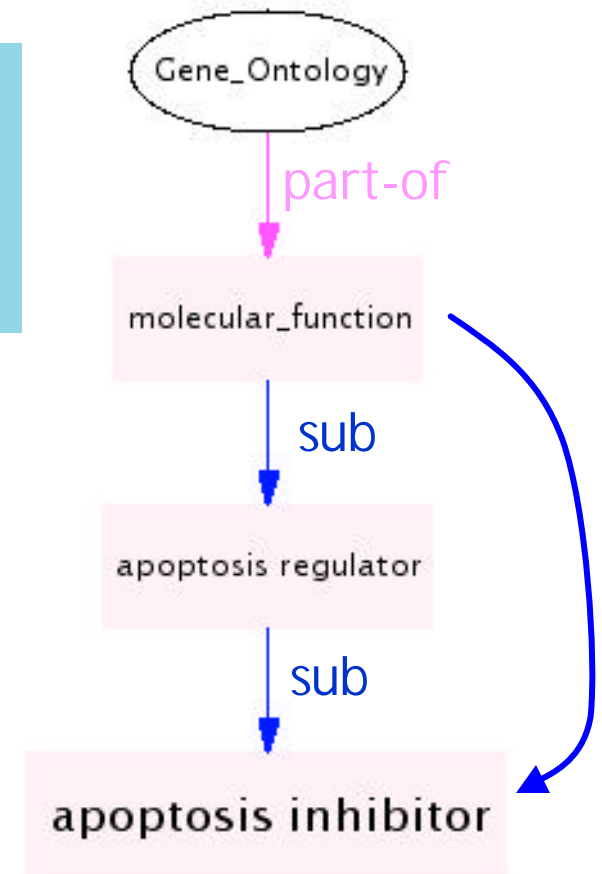 Gene_Ontology
part-of
molecular_function
sub
apoptosis regulator
sub
apoptosis inhibitor